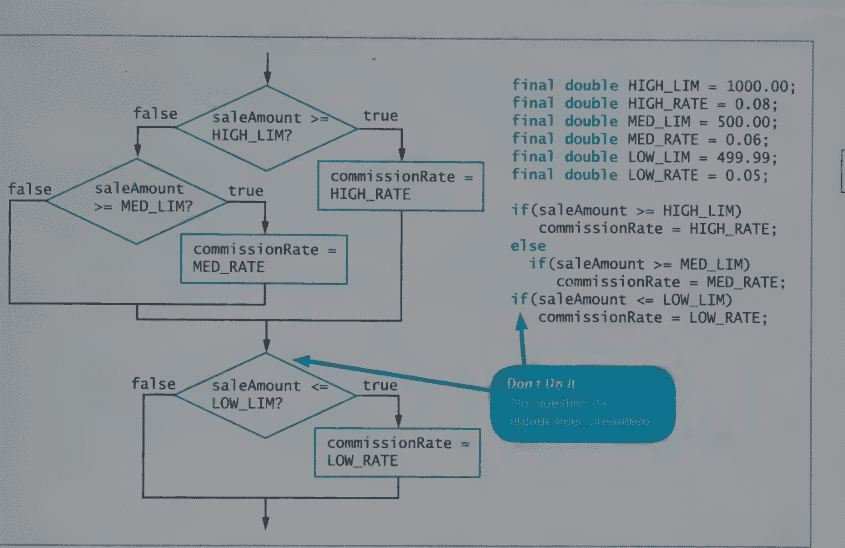 false
saleAmount >=
HIGH_LIM?
true
commissionRate =
HIGH_RATE
false
saleAmount
>= MED_LIM?
true
commissionRate =
MED_RATE
false
saleAmount <=
LOW_LIM?
true
commissionRate =
LOW_RATE
final double HIGH_LIM = 1000.00;
final double HIGH_RATE = 0.08;
final double MED_LIM = 500.00;
final double MED_RATE = 0.06;
final double LOW_LIM = 499.99;
final double LOW_RATE = 0.05;
if(saleAmount >= HIGH_LIM)
commissionRate = HIGH_RATE;
else
if(saleAmount >= MED_LIM)
commissionRate = MED_RATE;
if(saleAmount <= LOW_LIM)
commissionRate = LOW_RATE;
Don't Do It